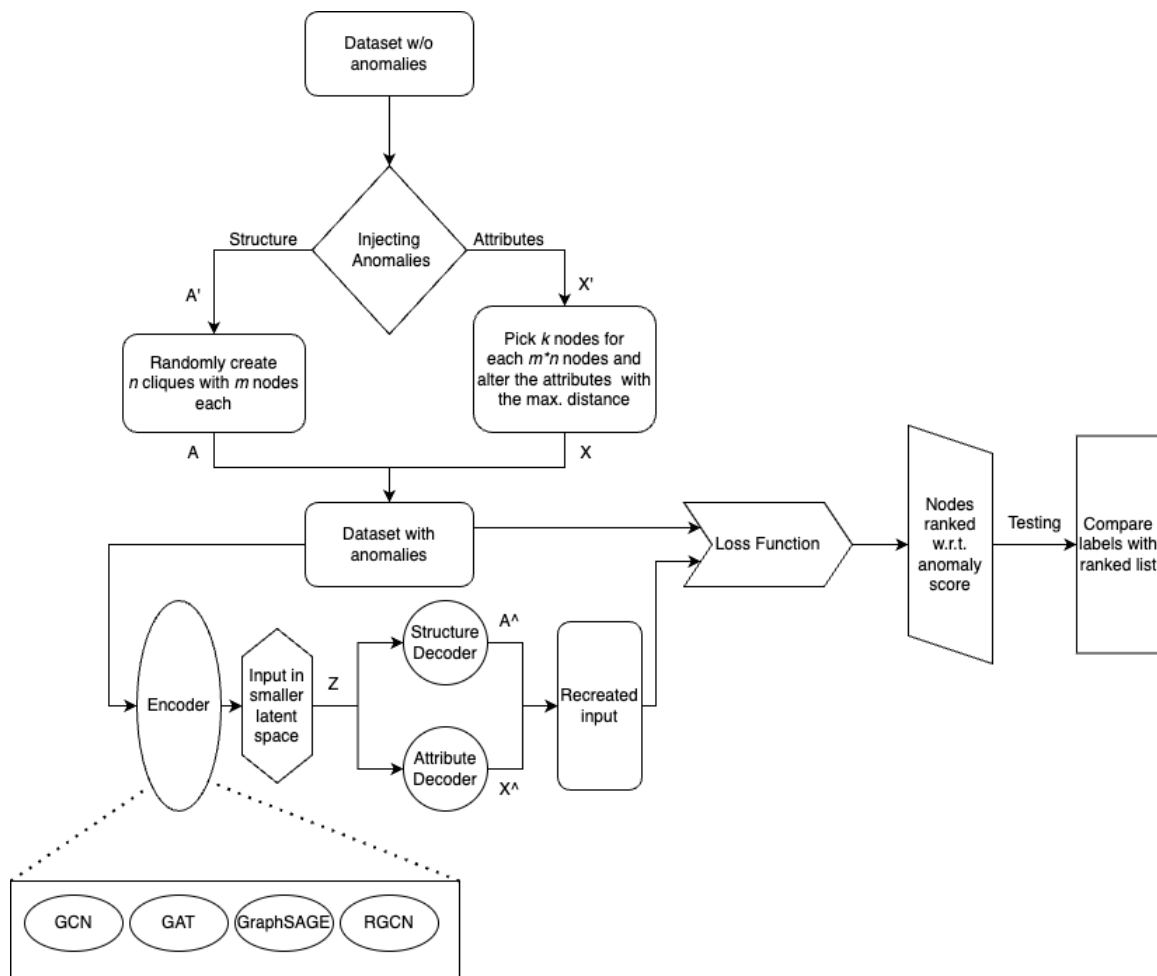 Dataset w/o
anomalies
Structure
Injecting
Anomalies
Attributes
A'
X'
Randomly create
n cliques with m nodes
each
Pick k nodes for
each m*n nodes and
alter the attributes with
the max. distance
A
X
Dataset with
anomalies
Loss Function
Nodes
ranked
w.r.t.
anomaly
score
Testing
Compare
labels with
ranked list
Encoder
Input in
smaller
latent
space
Z
Structure
Decoder
A^
Attribute
Decoder
X^
Recreated
input
GCN
GAT
GraphSAGE
RGCN